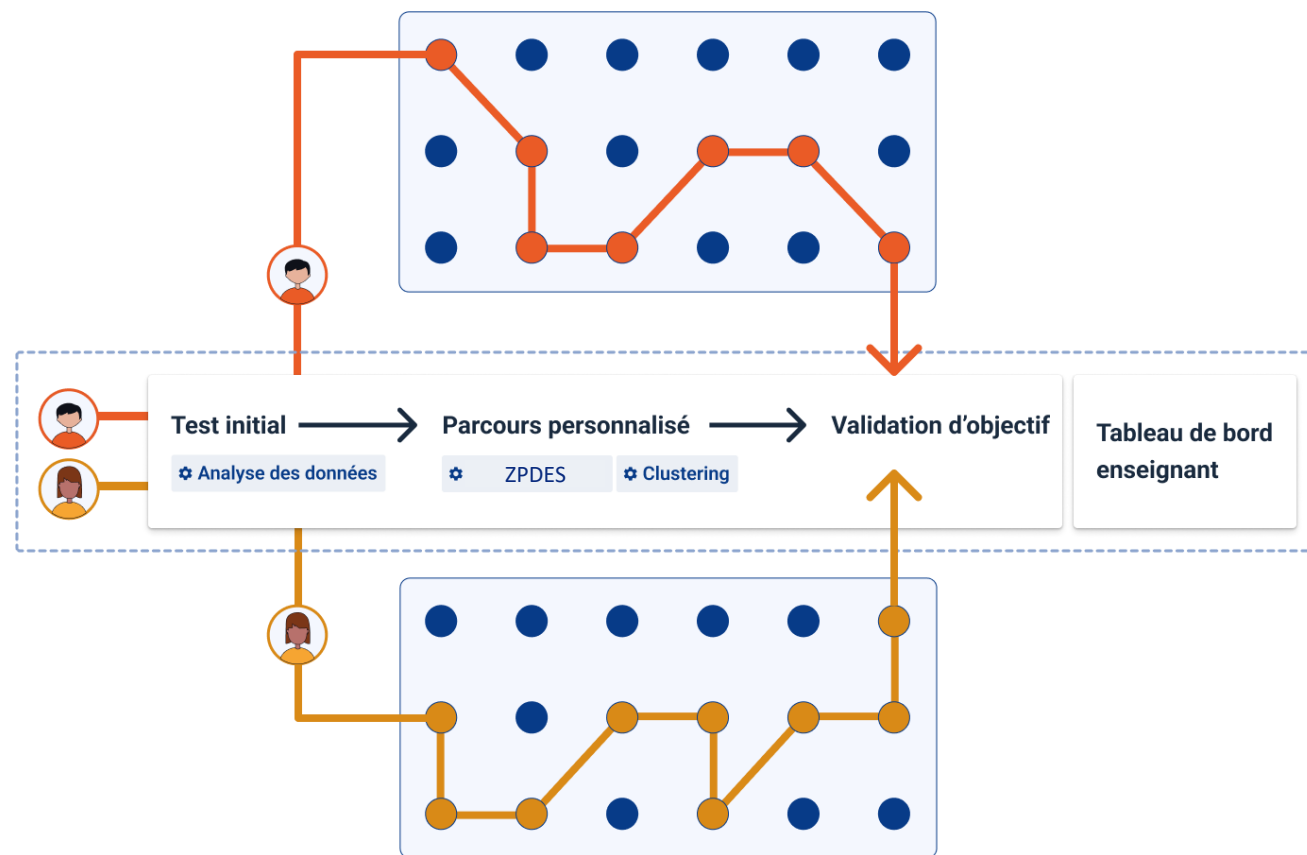 Test initial
Parcours personnalisé
Validation d’objectif
Analyse des données
ZPDES
Clustering
Tableau de bord
enseignant